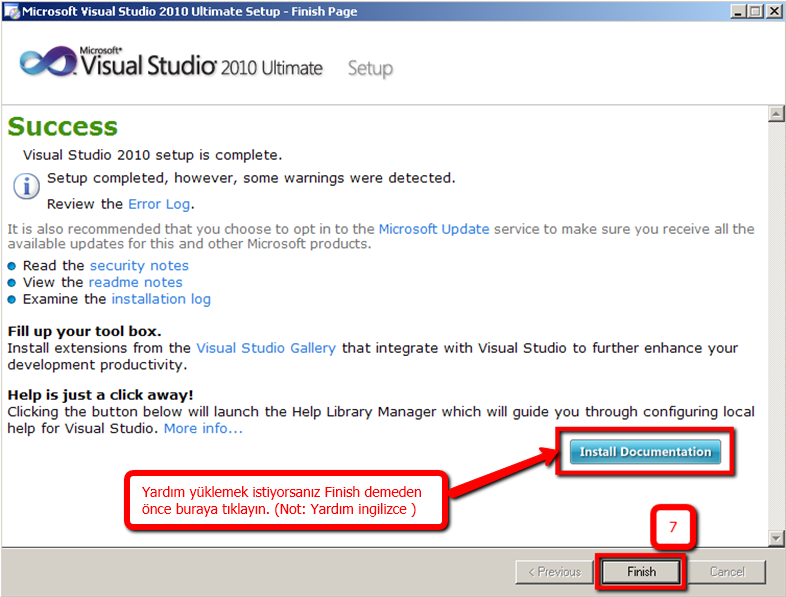 Microsoft Visual Studio 2010 Ultimate Setup - Finish Page
Microsoft®
Visual Studio® 2010 Ultimate Setup
Success
Visual Studio 2010 setup is complete.
Setup completed, however, some warnings were detected.
Review the Error Log.
It is also recommended that you choose to opt in to the Microsoft Update service to make sure you receive all the
available updates for this and other Microsoft products.
Read the security notes
View the readme notes
Examine the installation log
Fill up your tool box.
Install extensions from the Visual Studio Gallery that integrate with Visual Studio to further enhance your
development productivity.
Help is just a click away!
Clicking the button below will launch the Help Library Manager which will guide you through configuring local
help for Visual Studio. More info...
Install Documentation
Yardım yüklemek istiyorsanız Finish demeden
önce buraya tıklayın. (Not: Yardım ingilizce )
7
< Previous Finish Cancel